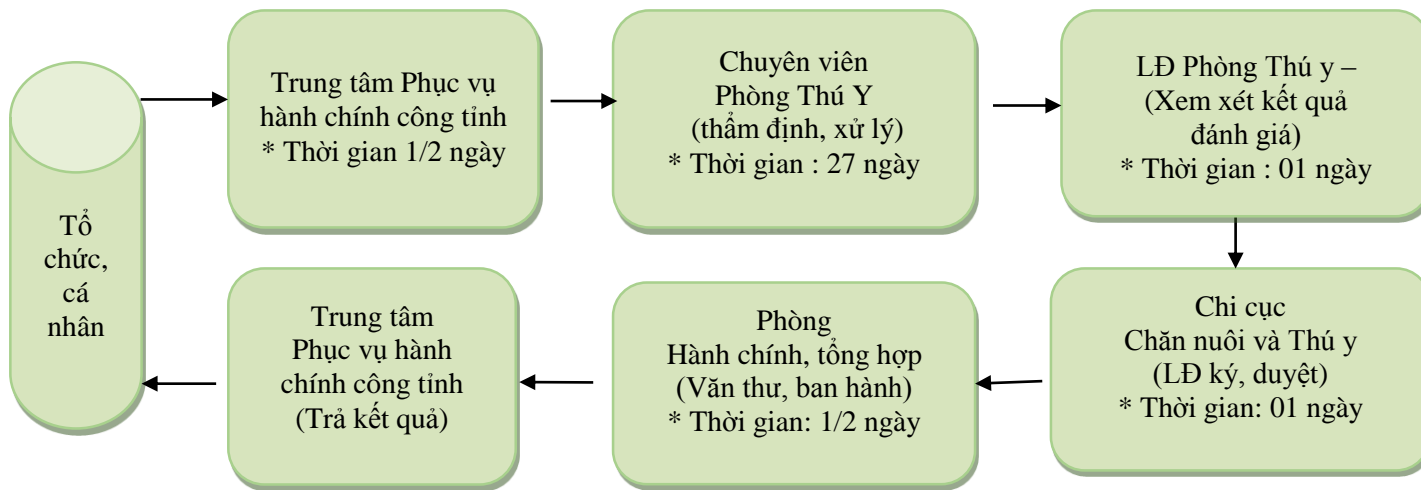 Tổ
chức,
cá
nhân
Trung tâm Phục vụ
hành chính công tỉnh
* Thời gian 1/2 ngày
Chuyên viên
Phòng Thú Y
(thẩm định, xử lý)
* Thời gian : 27 ngày
LĐ Phòng Thú y –
(Xem xét kết quả
đánh giá)
* Thời gian : 01 ngày
Chi cục
Chăn nuôi và Thú y
(LĐ ký, duyệt)
* Thời gian: 01 ngày
Phòng
Hành chính, tổng hợp
(Văn thư, ban hành)
* Thời gian: 1/2 ngày
Trung tâm
Phục vụ hành
chính công tỉnh
(Trả kết quả)